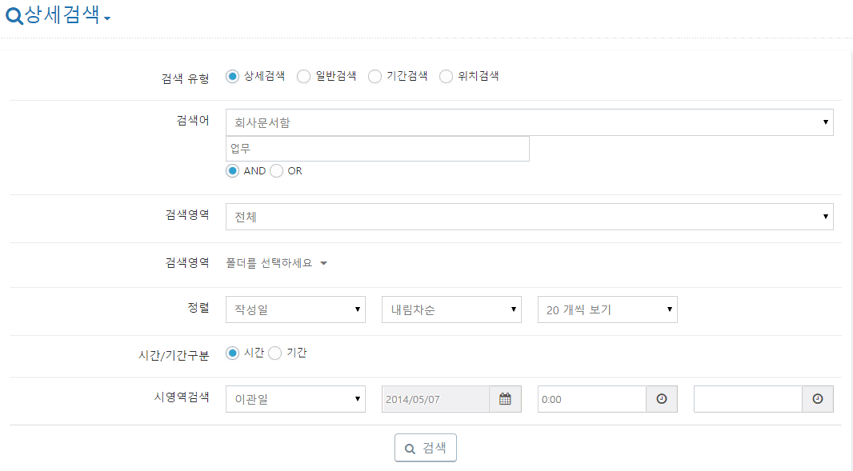 상세검색
검색 유형 상세검색 일반검색 기간검색 위치검색
검색어 회사문서함
업무
AND OR
검색영역 전체
검색영역 폴더를 선택하세요
정렬 작성일 내림차순 20 개씩 보기
시간/기간구분 시간 기간
시영역검색 이관일 2014/05/07 0:00
검색